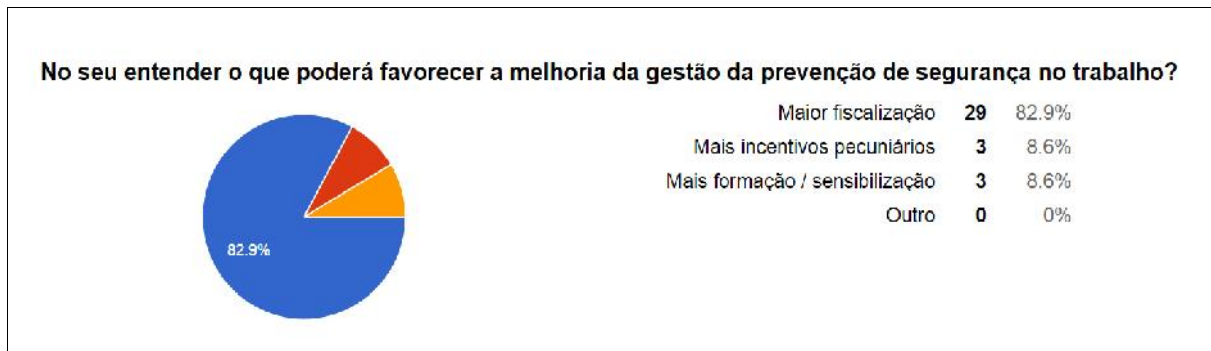 No seu entender o que poderá favorecer a melhoria da gestão da prevenção de segurança no trabalho?
Maior fiscalização 29 82.9%
Mais incentivos pecuniários 3 8.6%
Mais formação / sensibilização 3 8.6%
Outro 0 0%
82.9%